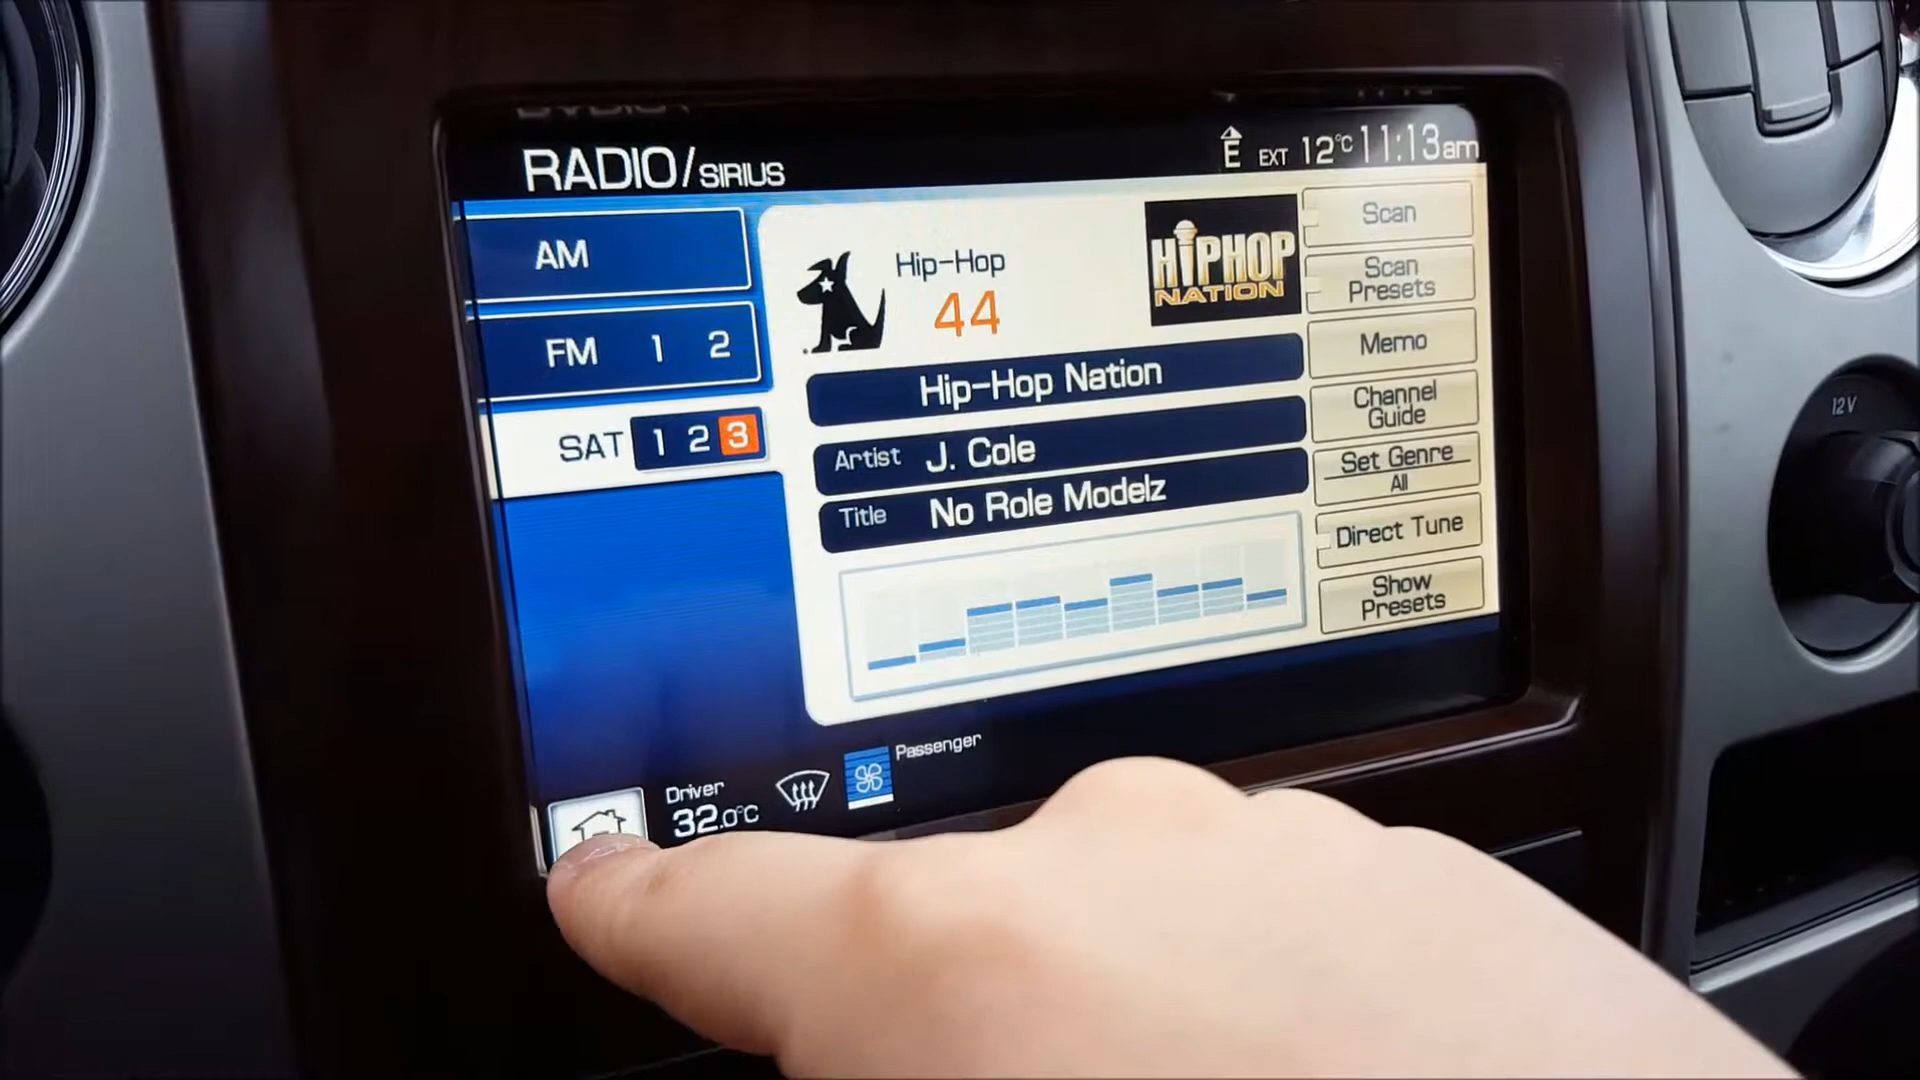 RADIO/SIRIUS
E EXT 12°C 11:13am
AM
FM 1 2
SAT 1 2 3
Hip-Hop
44
HIPHOP
NATION
Hip-Hop Nation
Artist J. Cole
Title No Role Modelz
Scan
Scan
Presets
Memo
Channel
Guide
Set Genre
All
Direct Tune
Show
Presets
Driver
32.0°C
Passenger
12V